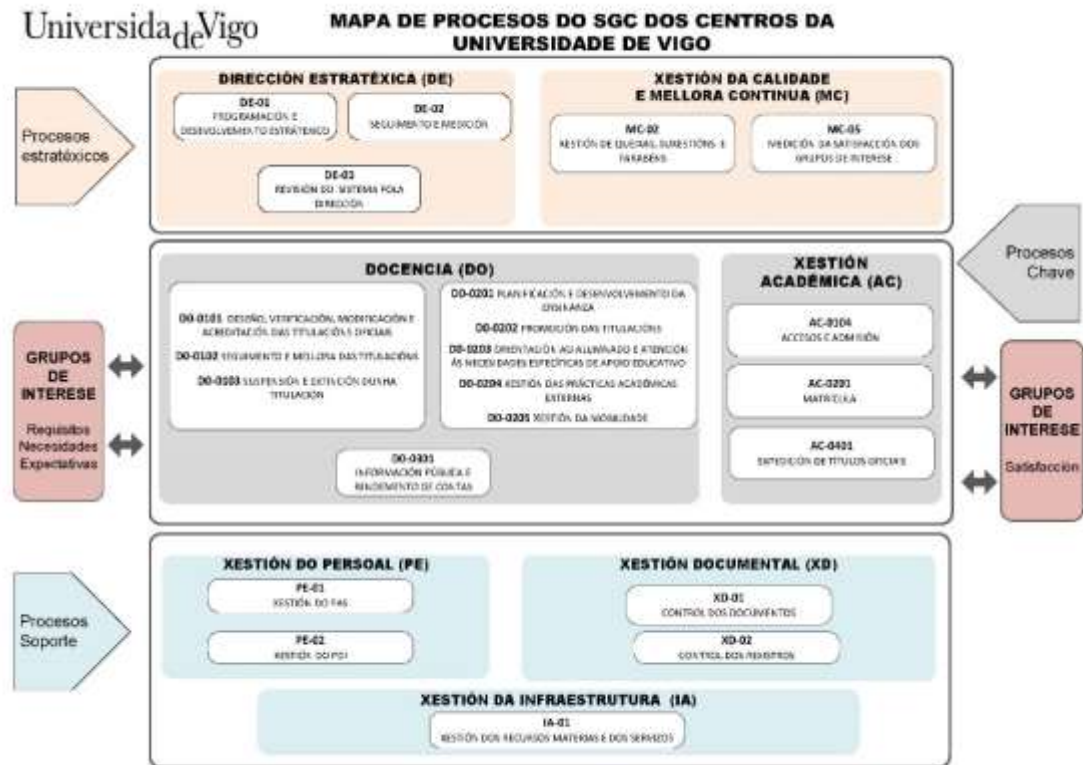 Universidade Vigo
MAPA DE PROCESOS DO SGC DOS CENTROS DA
UNIVERSIDADE DE VIGO
Procesos
estratéxicos
DIRECCIÓN ESTRATÉXICA (DE)
DE-01
PROGRAMACIÓN E
DESENVOLVEMENTO ESTRATÉXICO
DE-02
SEGUIMENTO E MEDICIÓN
DE-03
REVISIÓN DO SISTEMA POLA
DIRECCIÓN
XESTIÓN DA CALIDADE
E MELLORA CONTINUA (MC)
MC-02
XESTIÓN DE QUEIXAS, SUXESTIÓNS E
PARABÉNS
MC-05
MEDICIÓN DA SATISFACCIÓN DOS
GRUPOS DE INTERESE
Procesos
Chave
DOCENCIA (DO)
DO-0101 DESEÑO, VERIFICACIÓN, MODIFICACIÓN E
ACREDITACIÓN DAS TITULACIÓNS OFICIAIS
DO-0102 SEGUIMENTO E MELLORA DAS TITULACIÓNS
DO-0103 SUSPENSIÓN E EXTINCIÓN DUNHA
TITULACIÓN
DO-0201 PLANIFICACIÓN E DESENVOLVEMENTO DA
ENSINANZA
DO-0202 PROMOCIÓN DAS TITULACIÓNS
DO-0203 ORIENTACIÓN AO ALUMNADO E ATENCIÓN
ÁS NECESIDADES ESPECÍFICAS DE APOIO EDUCATIVO
DO-0204 XESTIÓN DAS PRÁCTICAS ACADÉMICAS
EXTERNAS
DO-0205 XESTIÓN DA MOBILIDADE
DO-0301
INFORMACIÓN PÚBLICA E
RENDEMENTO DE CONTAS
XESTIÓN
ACADÉMICA (AC)
AC-0104
ACCESOS E ADMISIÓN
AC-0201
MATRÍCULA
AC-0401
EXPEDICIÓN DE TÍTULOS OFICIAIS
GRUPOS
DE
INTERESE
Requisitos
Necesidades
Expectativas
GRUPOS
DE
INTERESE
Satisfacción
Procesos
Soporte
XESTIÓN DO PERSOAL (PE)
PE-01
XESTIÓN DO PAS
PE-02
XESTIÓN DO PDI
XESTIÓN DOCUMENTAL (XD)
XD-01
CONTROL DOS DOCUMENTOS
XD-02
CONTROL DOS REXISTROS
XESTIÓN DA INFRAESTRUTURA (IA)
IA-01
XESTIÓN DOS RECURSOS MATERIAS E DOS SERVIZOS